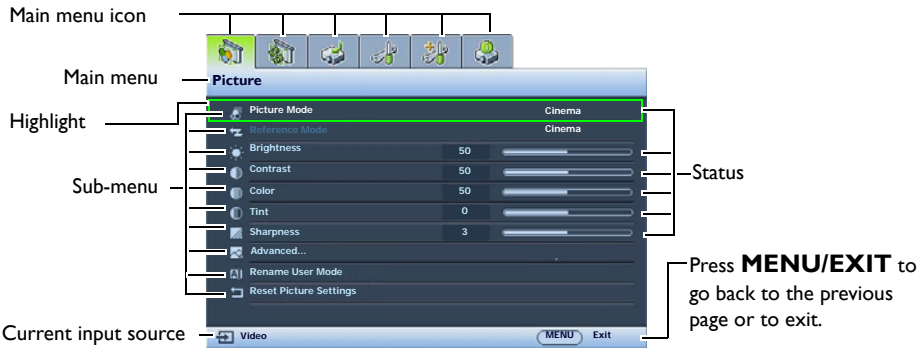 Main menu icon
Main menu
Picture
Highlight
Picture Mode Cinema
Reference Mode Cinema
Brightness 50
Contrast 50
Sub-menu
Status
Color 50
Tint 0
Sharpness 3
Advanced...
Rename User Mode
Reset Picture Settings
Press MENU/EXIT to
go back to the previous
page or to exit.
Current input source
Video
MENU Exit